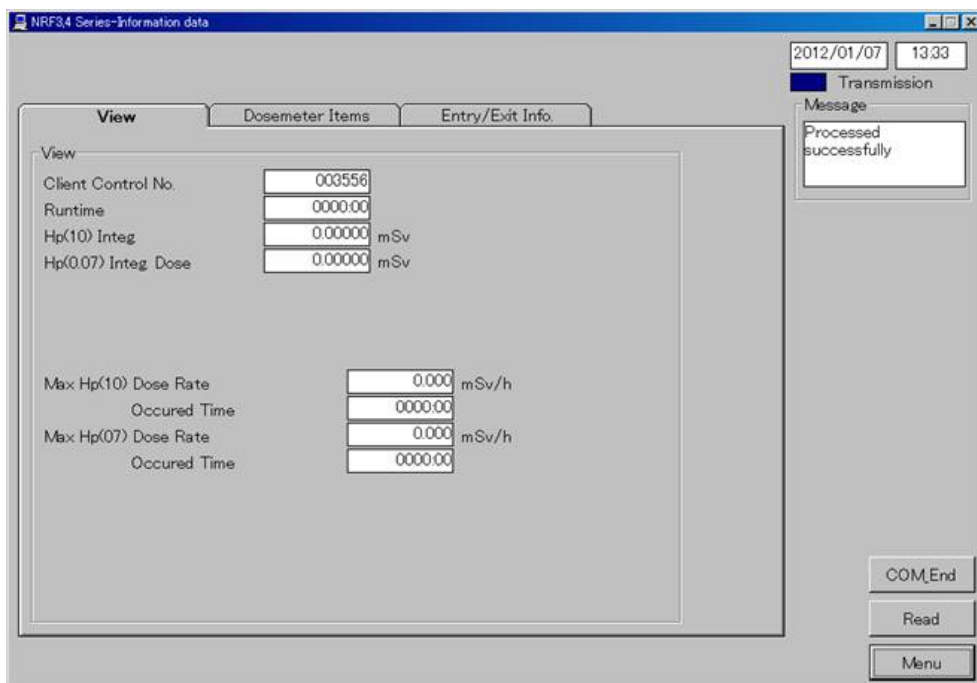 NRF3,4 Series-Information data
2012/01/07 13:33
Transmission
Message
Processed
successfully
View Dosemeter Items Entry/Exit Info.
View
Client Control No. 003556
Runtime 0000:00
Hp(10) Integ 0.00000 mSv
Hp(0.07) Integ Dose 0.00000 mSv
Max Hp(10) Dose Rate 0.000 mSv/h
Occured Time 0000:00
Max Hp(07) Dose Rate 0.000 mSv/h
Occured Time 0000:00
COM_End
Read
Menu